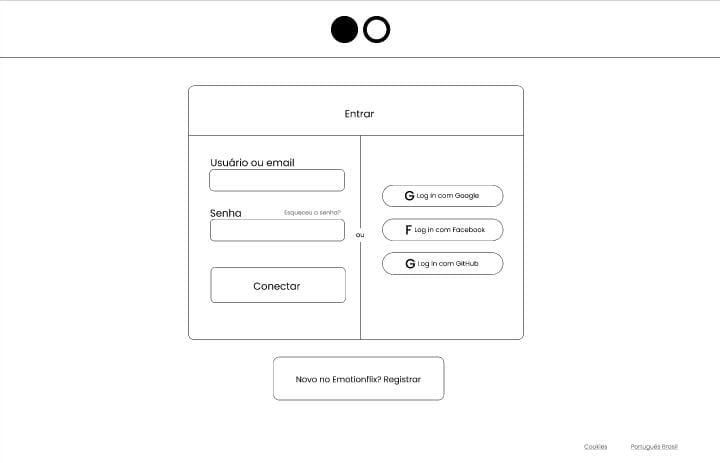 Entrar
Usuário ou email
Senha
Esqueceu a senha?
Conectar
ou
G Log in com Google
F Log in com Facebook
G Log in com GitHub
Novo no Emotionflix? Registrar
Cookies
Português Brasil